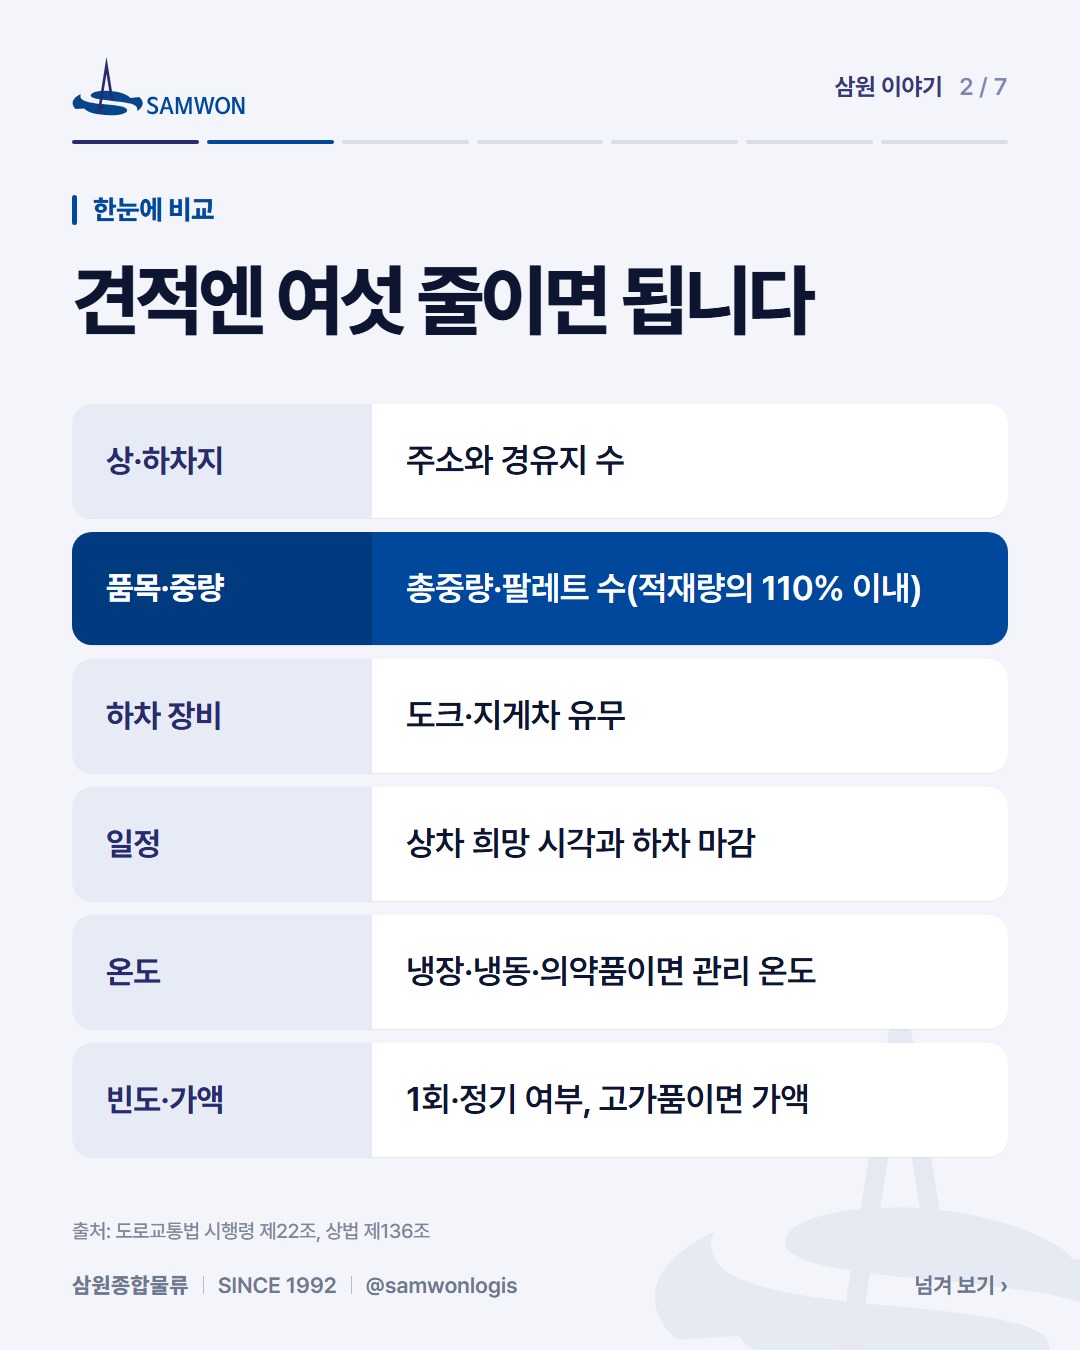 SAMWON
삼원 이야기 2 / 7
한눈에 비교
견적엔 여섯 줄이면 됩니다
상·하차지 주소와 경유지 수
품목·중량 총중량·팔레트 수(적재량의 110% 이내)
하차 장비 도크·지게차 유무
일정 상차 희망 시각과 하차 마감
온도 냉장·냉동·의약품이면 관리 온도
빈도·가액 1회·정기 여부, 고가품이면 가액
출처: 도로교통법 시행령 제22조, 상법 제136조
삼원종합물류 | SINCE 1992 | @samwonlogis 넘겨 보기 ›